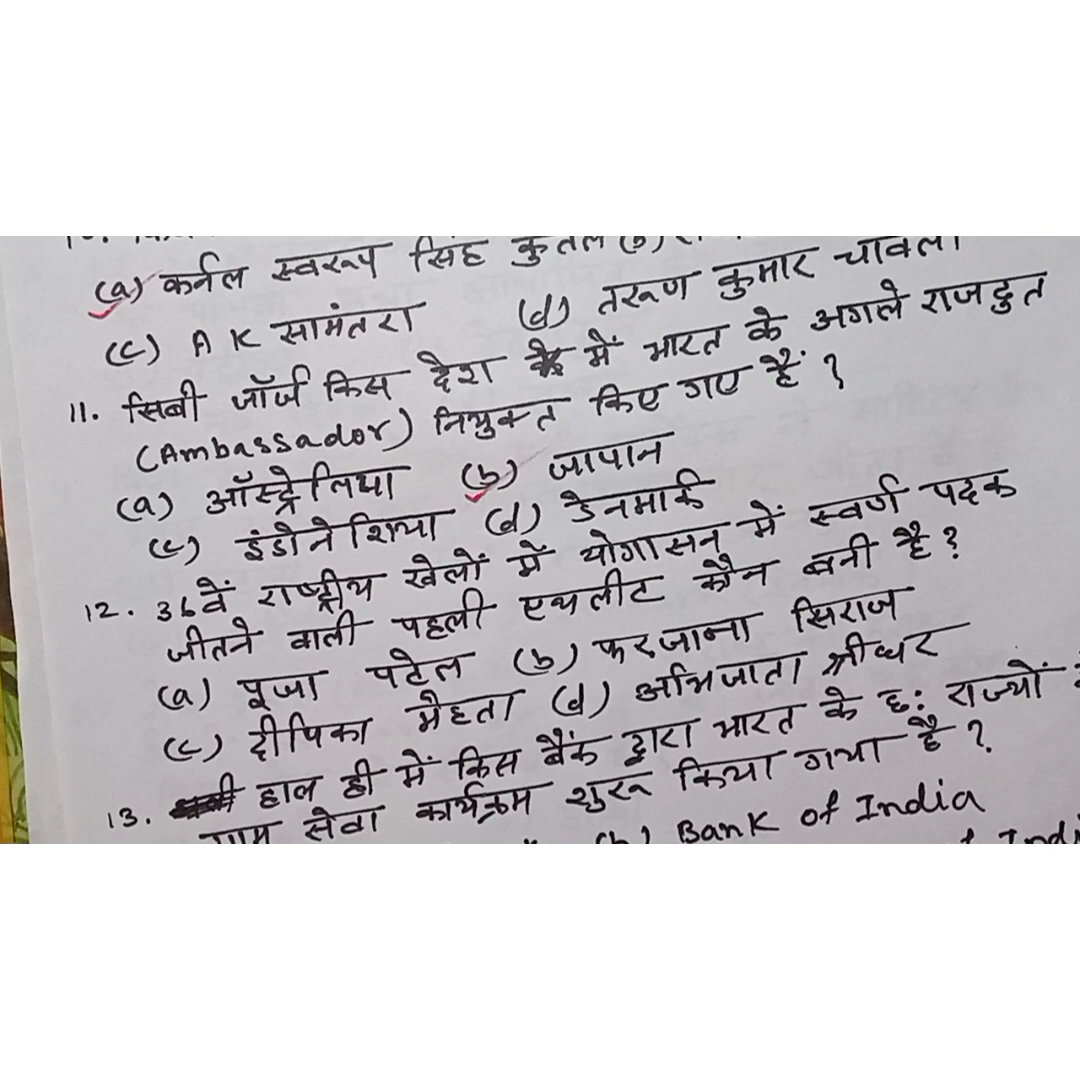 (a) कर्नल स्वरूप सिंह कुंतल (b)
(c) A K सामंतरा (d) तरूण कुमार चावला
11. सिबी जॉर्ज किस देश में भारत के अगले राजदुत
(Ambassador) नियुक्त किए गए हैं ?
(a) ऑस्ट्रेलिया (b) जापान
(c) इंडोनेशिया (d) डेनमार्क
12. 36वें राष्ट्रीय खेलों में योगासन में स्वर्ण पदक
जीतने वाली पहली एथलीट कौन बनी है ?
(a) पूजा पटेल (b) फरजाना सिराज
(c) दीपिका मेहता (d) अभिजाता श्रीधर
13. हाल ही में किस बैंक द्वारा भारत के छ: राज्यों
ग्राम सेवा कार्यक्रम शुरू किया गया है ?
(b) Bank of India